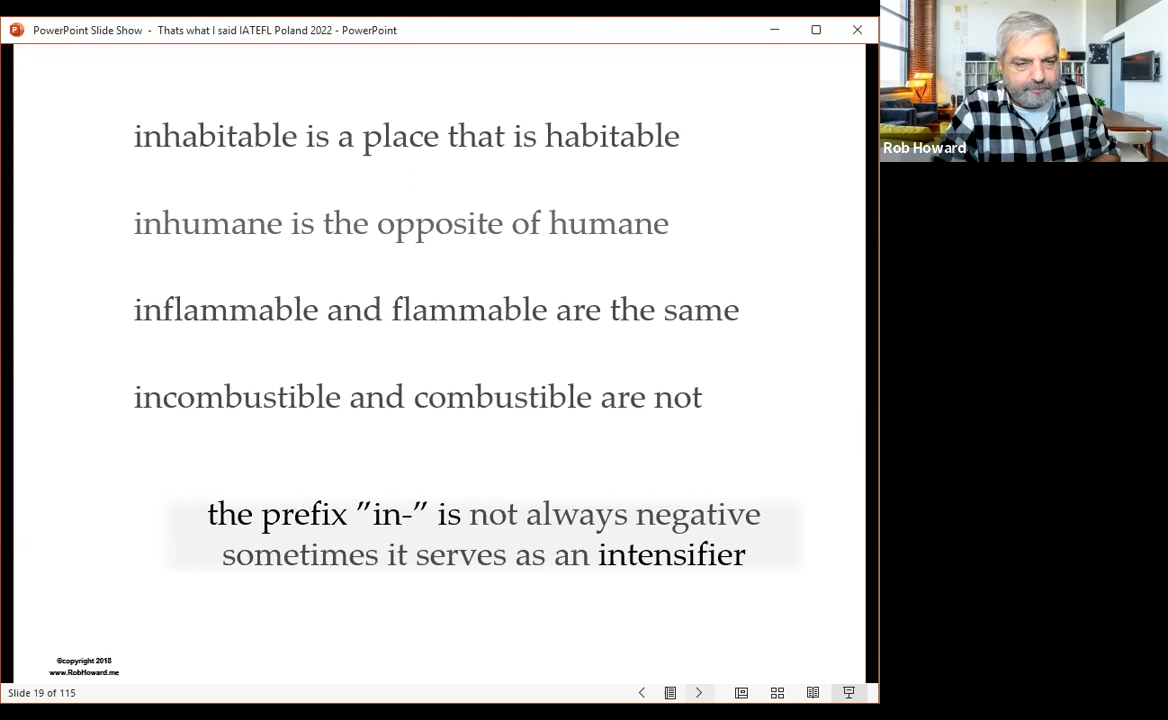 PowerPoint Slide Show - Thats what I said IATEFL Poland 2022 - PowerPoint
Rob Howard
inhabitable is a place that is habitable
inhumane is the opposite of humane
inflammable and flammable are the same
incombustible and combustible are not
the prefix ”in-” is not always negative
sometimes it serves as an intensifier
©copyright 2018
www.RobHoward.me
Slide 19 of 115